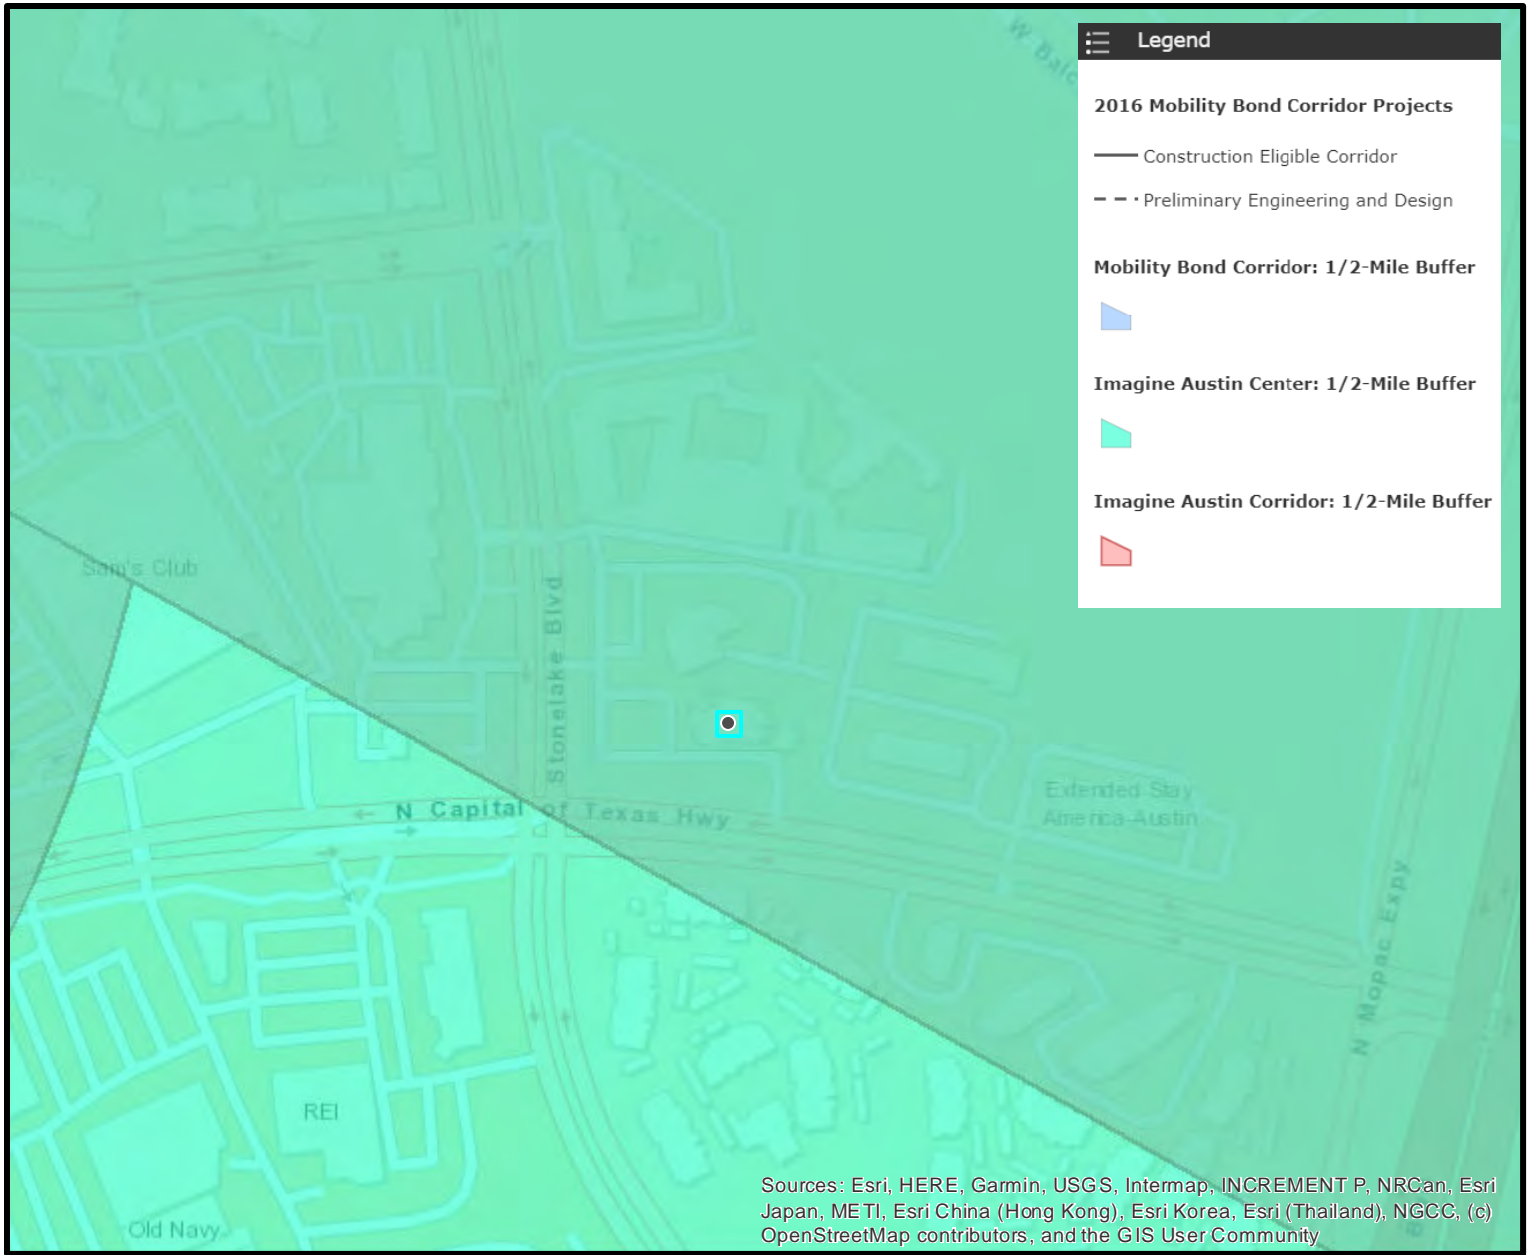 W Balc
Legend
2016 Mobility Bond Corridor Projects
Construction Eligible Corridor
Preliminary Engineering and Design
Mobility Bond Corridor: 1/2-Mile Buffer
Imagine Austin Center: 1/2-Mile Buffer
Imagine Austin Corridor: 1/2-Mile Buffer
Sam's Club
Stonelake Blvd
N Capital of Texas Hwy
Extended Stay
America-Austin
N Mopac Expy
REI
Old Navy
Sources: Esri, HERE, Garmin, USGS, Intermap, INCREMENT P, NRCan, Esri
Japan, METI, Esri China (Hong Kong), Esri Korea, Esri (Thailand), NGCC, (c)
OpenStreetMap contributors, and the GIS User Community